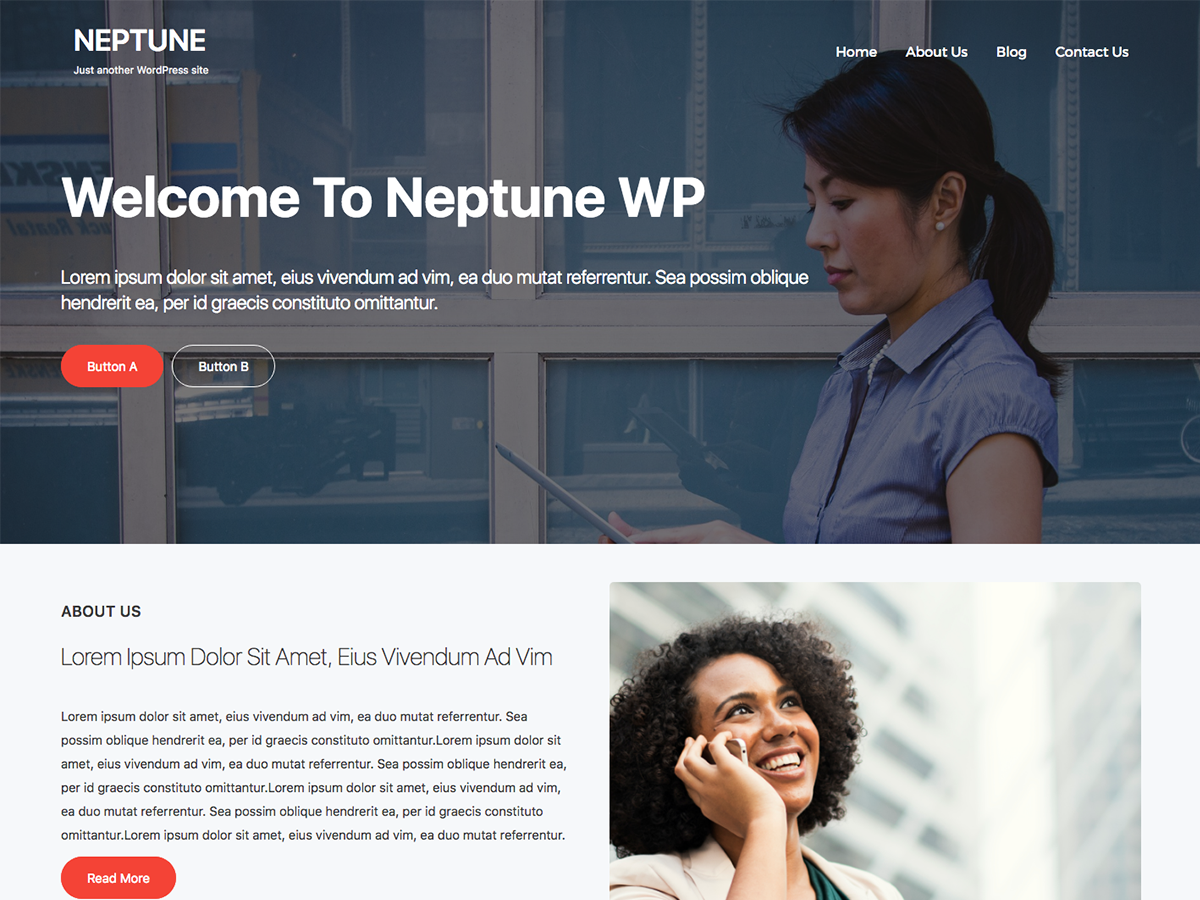 NEPTUNE
Just another WordPress site
Home About Us Blog Contact Us
Welcome To Neptune WP
Lorem ipsum dolor sit amet, eius vivendum ad vim, ea duo mutat referrentur. Sea possim oblique
hendrerit ea, per id graecis constituto omittantur.
Button A Button B
ABOUT US
Lorem Ipsum Dolor Sit Amet, Eius Vivendum Ad Vim
Lorem ipsum dolor sit amet, eius vivendum ad vim, ea duo mutat referrentur. Sea
possim oblique hendrerit ea, per id graecis constituto omittantur.Lorem ipsum dolor sit
amet, eius vivendum ad vim, ea duo mutat referrentur. Sea possim oblique hendrerit ea,
per id graecis constituto omittantur.Lorem ipsum dolor sit amet, eius vivendum ad vim,
ea duo mutat referrentur. Sea possim oblique hendrerit ea, per id graecis constituto
omittantur.Lorem ipsum dolor sit amet, eius vivendum ad vim, ea duo mutat referrentur.
Read More